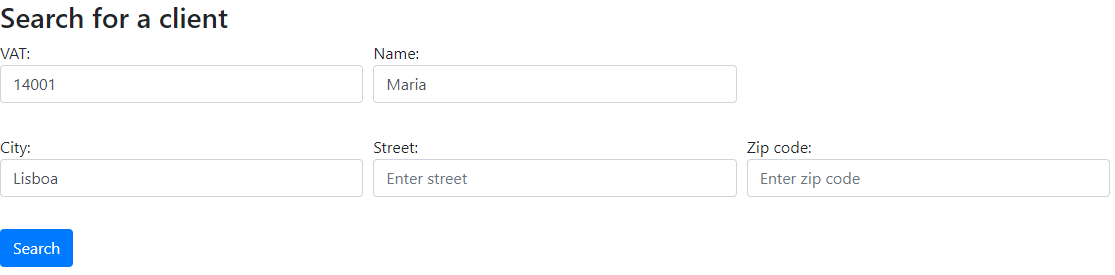 Search for a client
VAT: Name:
14001 Maria
City: Street: Zip code:
Lisboa Enter street Enter zip code
Search